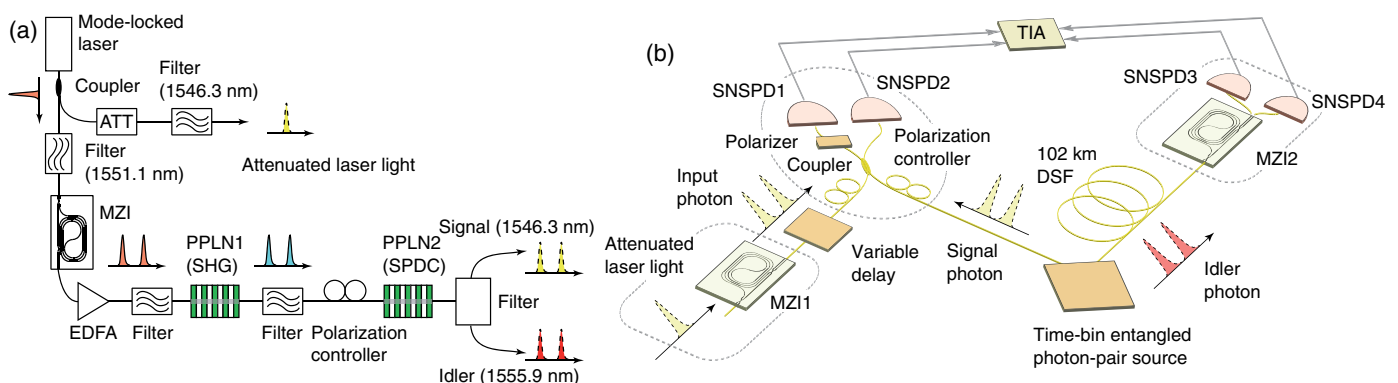 (a)
Mode-locked
laser
Coupler
Filter
(1546.3 nm)
ATT
Attenuated laser light
Filter
(1551.1 nm)
MZI
PPLN1
(SHG)
PPLN2
(SPDC)
Signal (1546.3 nm)
Filter
EDFA
Filter
Filter
Polarization
controller
Idler (1555.9 nm)
(b)
TIA
SNSPD1
SNSPD2
SNSPD3
SNSPD4
Polarizer
Coupler
Polarization
controller
MZI2
102 km
DSF
Input
photon
Attenuated
laser light
MZI1
Variable
delay
Signal
photon
Idler
photon
Time-bin entangled
photon-pair source